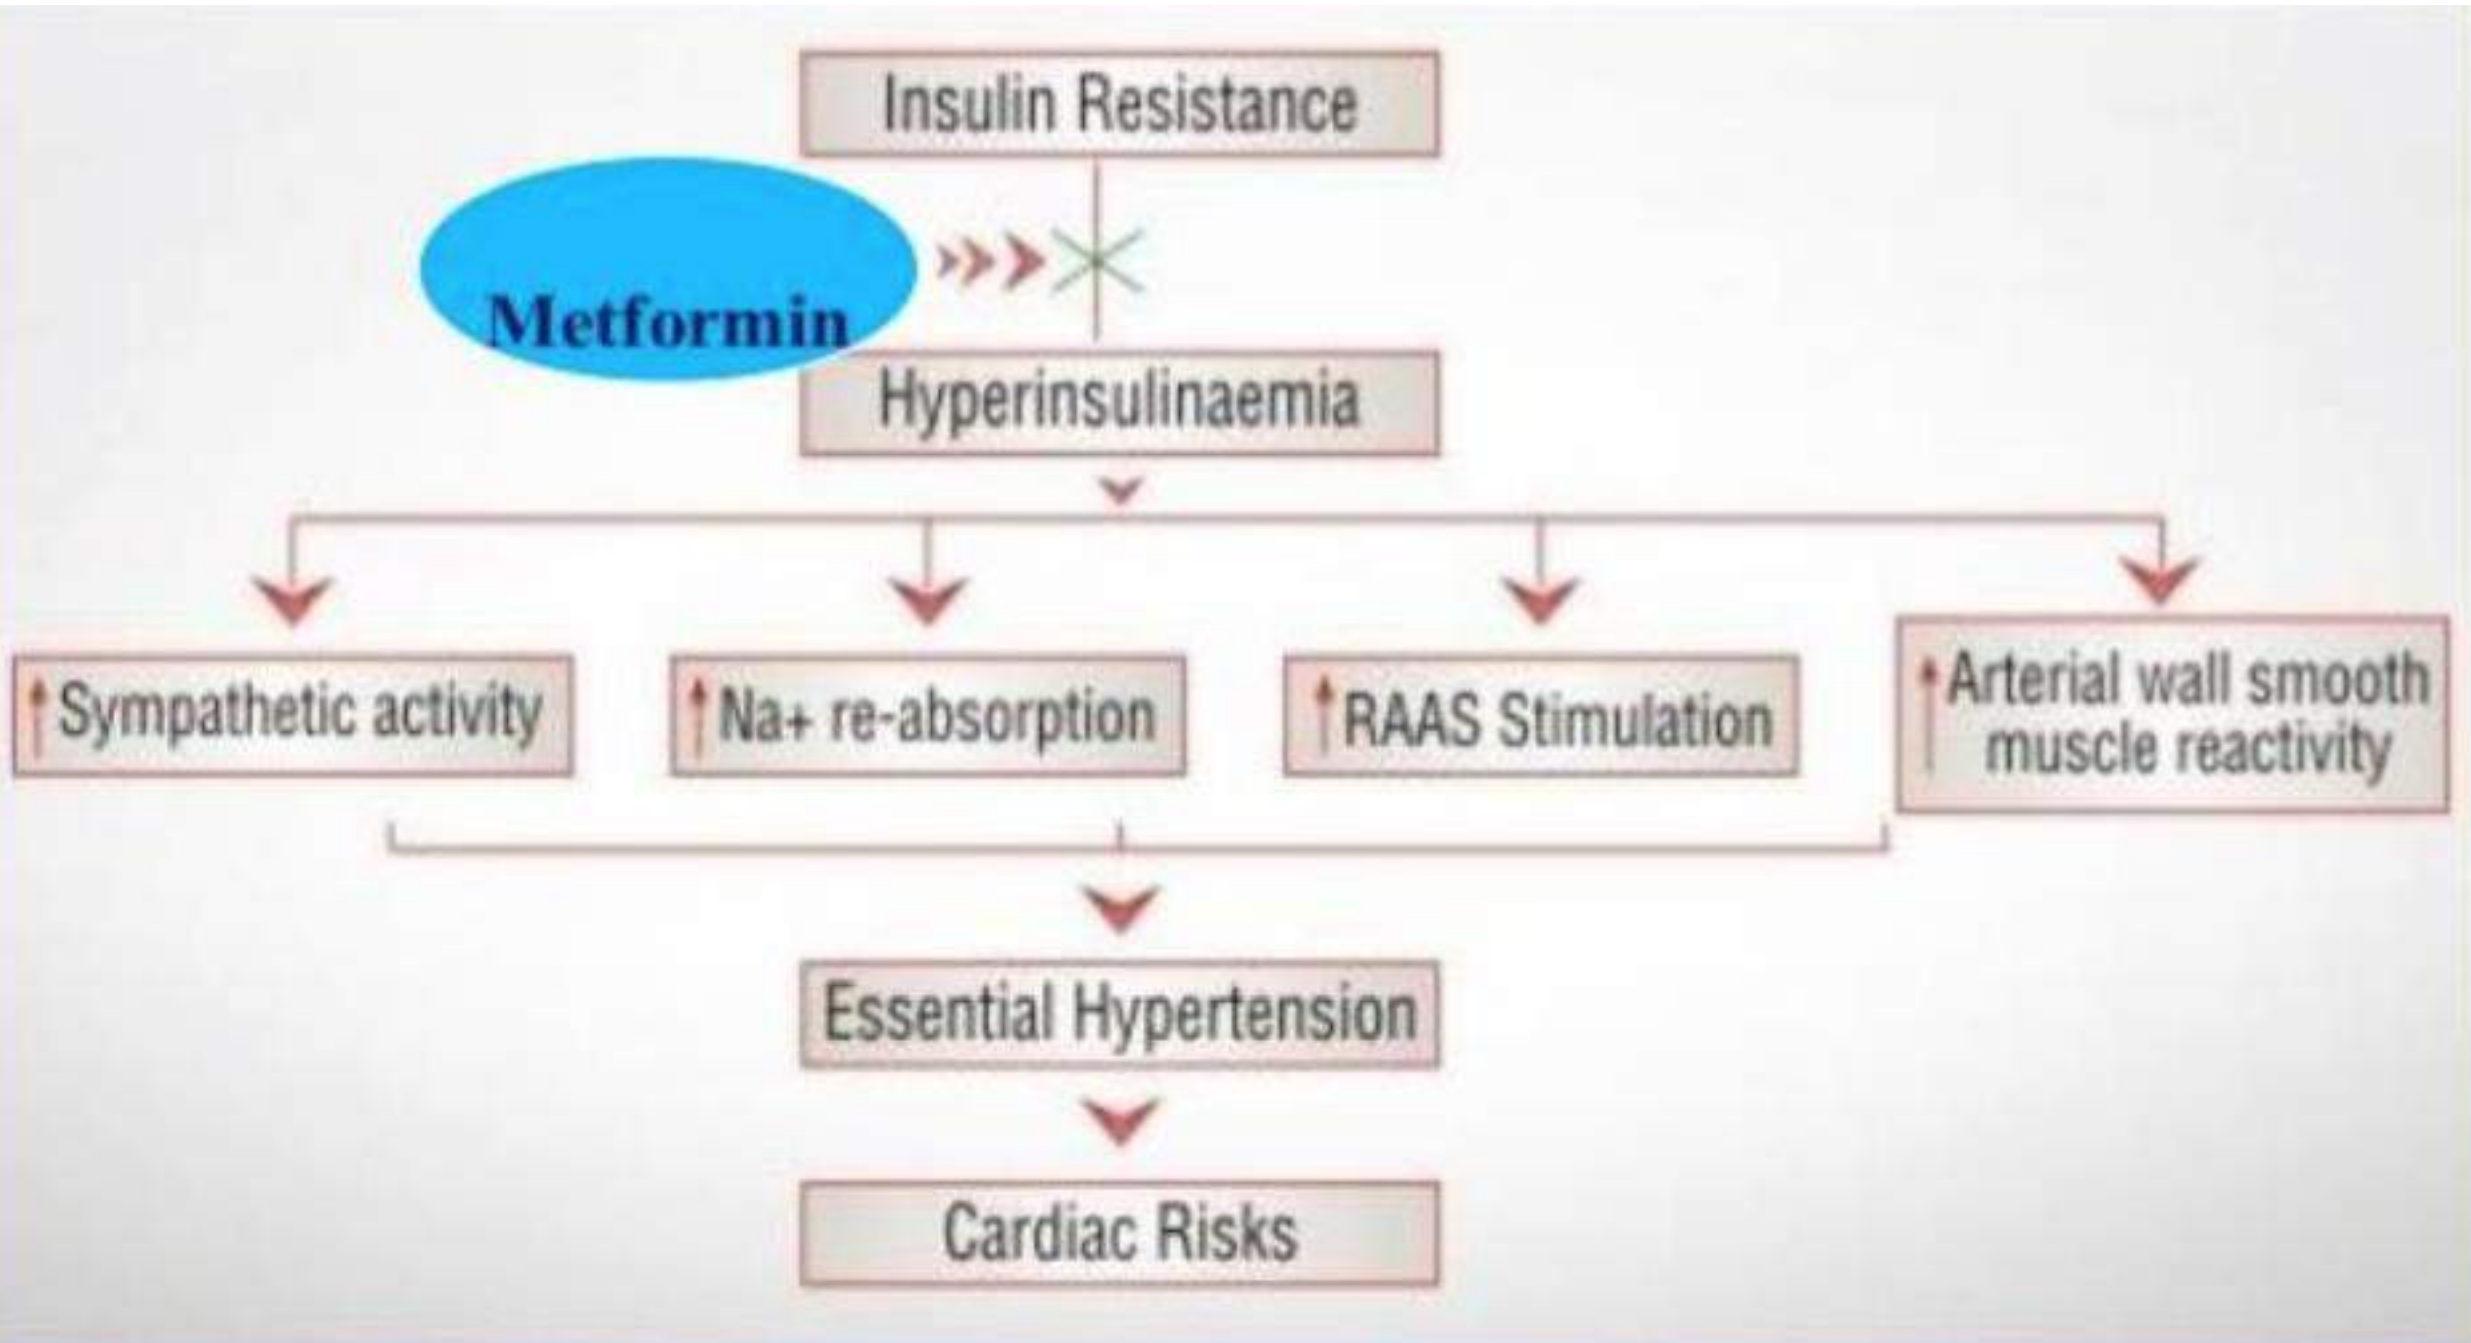 Insulin Resistance
Metformin
Hyperinsulinaemia
Sympathetic activity
Na+ re-absorption
RAAS Stimulation
Arterial wall smooth
muscle reactivity
Essential Hypertension
Cardiac Risks